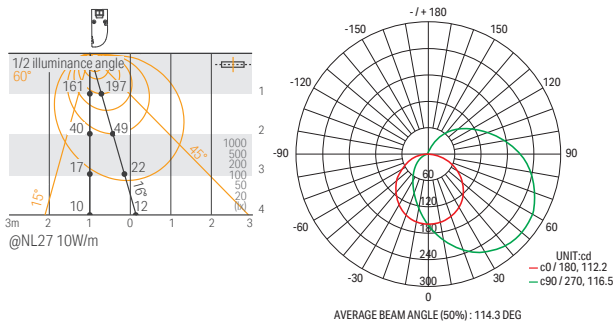 1/2 illuminance angle
60°
161 197
1
40 49
2
1000
500
200
100
50
20
(lx)
17 22
3
15° 16° 45°
10 12
4
3m 2 1 0 1 2 3
@NL27 10W/m
- / + 180
-150 150
-120 120
-90 90
60
-60 60
120
180
240
-30 30
300
0
UNIT:cd
c0 / 180, 112.2
c90 / 270, 116.5
AVERAGE BEAM ANGLE (50%) : 114.3 DEG